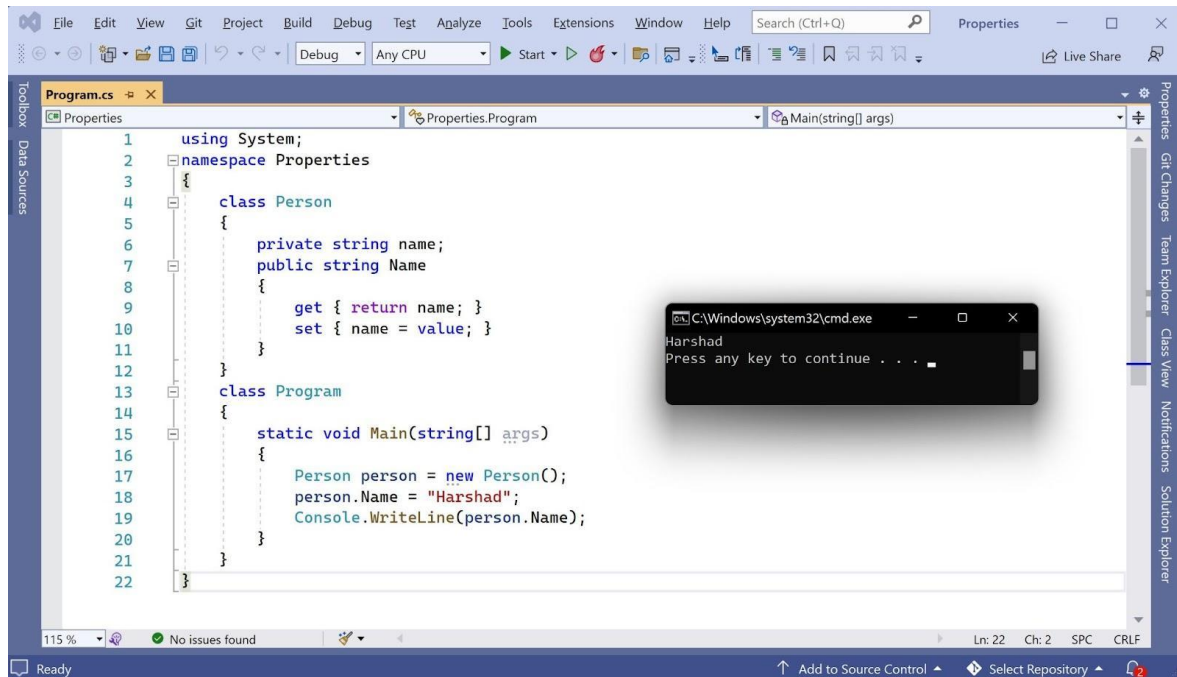 File Edit View Git Project Build Debug Test Analyze Tools Extensions Window Help Search (Ctrl+Q) Properties
Debug Any CPU Start Live Share
Toolbox
Data Sources
Program.cs
C# Properties Properties.Program Main(string[] args)
1 using System;
2 namespace Properties
3 {
4 class Person
5 {
6 private string name;
7 public string Name
8 {
9 get { return name; }
10 set { name = value; }
11 }
12 }
13 class Program
14 {
15 static void Main(string[] args)
16 {
17 Person person = new Person();
18 person.Name = "Harshad";
19 Console.WriteLine(person.Name);
20 }
21 }
22 }
C:\Windows\system32\cmd.exe
Harshad
Press any key to continue . . .
Properties
Git Changes
Team Explorer
Class View
Notifications
Solution Explorer
115 % No issues found Ln: 22 Ch: 2 SPC CRLF
Ready Add to Source Control Select Repository 2